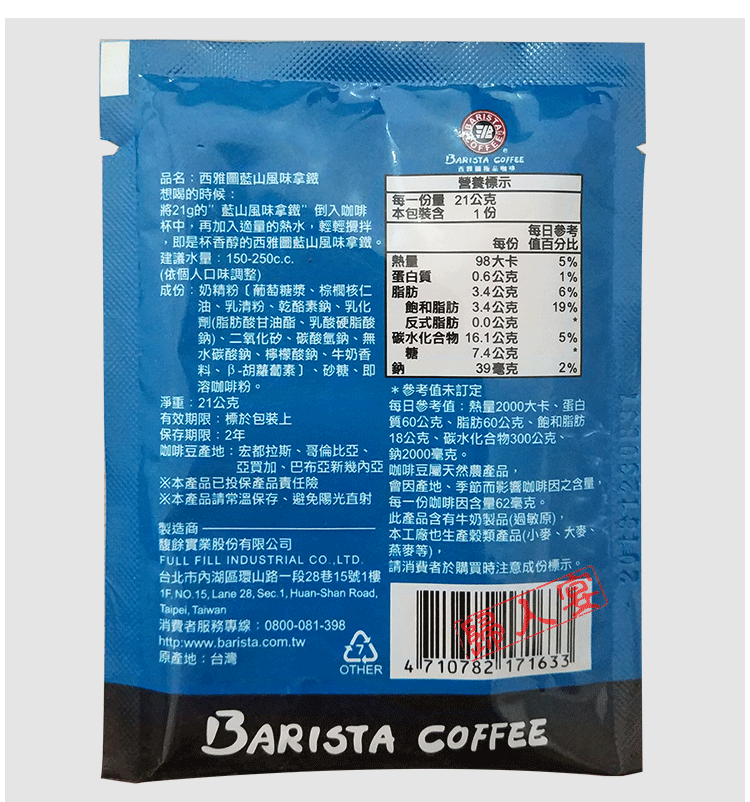 BARISTA COFFEE
BARISTA COFFEE
西雅圖極品咖啡
品名：西雅圖藍山風味拿鐵
想喝的時候：
將21g的”藍山風味拿鐵”倒入咖啡
杯中，再加入適量的熱水，輕輕攪拌
，即是杯香醇的西雅圖藍山風味拿鐵。
建議水量：150-250c.c.
(依個人口味調整)
成份：奶精粉〔葡萄糖漿、棕櫚核仁
油、乳清粉、乾酪素鈉、乳化
劑(脂肪酸甘油酯、乳酸硬脂酸
鈉)、二氧化矽、碳酸氫鈉、無
水碳酸鈉、檸檬酸鈉、牛奶香
料、β-胡蘿蔔素〕、砂糖、即
溶咖啡粉。
淨重：21公克
有效期限：標於包裝上
保存期限：2年
咖啡豆產地：宏都拉斯、哥倫比亞、
亞買加、巴布亞新幾內亞
※本產品已投保產品責任險
※本產品請常溫保存、避免陽光直射
製造商
馥餘實業股份有限公司
FULL FILL INDUSTRIAL CO.,LTD.
台北市內湖區環山路一段28巷15號1樓
1F, NO.15, Lane 28, Sec.1, Huan-Shan Road,
Taipei, Taiwan
消費者服務專線：0800-081-398
http:www.barista.com.tw
原產地：台灣
7
OTHER
營養標示
每一份量 21公克
本包裝含 1份
每日參考
每份 值百分比
熱量 98大卡 5%
蛋白質 0.6公克 1%
脂肪 3.4公克 6%
飽和脂肪 3.4公克 19%
反式脂肪 0.0公克 *
碳水化合物 16.1公克 5%
糖 7.4公克 *
鈉 39毫克 2%
＊參考值未訂定
每日參考值：熱量2000大卡、蛋白
質60公克、脂肪60公克、飽和脂肪
18公克、碳水化合物300公克、
鈉2000毫克。
咖啡豆屬天然農產品，
會因產地、季節而影響咖啡因之含量，
每一份咖啡因含量62毫克。
此產品含有牛奶製品(過敏原)，
本工廠也生產穀類產品(小麥、大麥、
燕麥等)，
請消費者於購買時注意成份標示。
4 710782 171633
BARISTA COFFEE